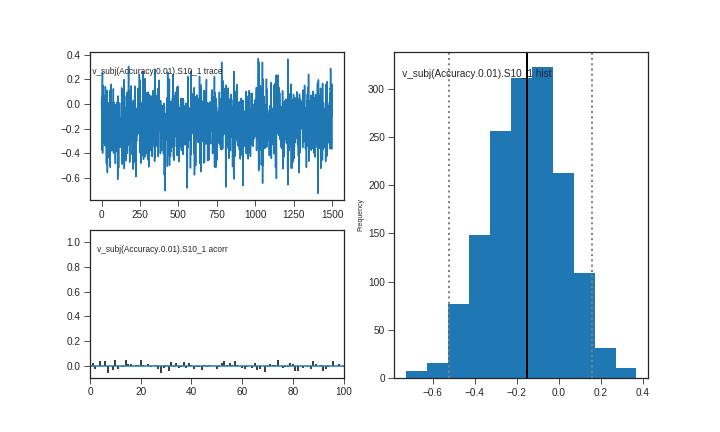 0.4
0.2
0.0
−0.2
−0.4
−0.6
v_subj(Accuracy.0.01).S10_1 trace
0 250 500 750 1000 1250 1500
1.0
0.8
0.6
0.4
0.2
0.0
v_subj(Accuracy.0.01).S10_1 acorr
0 20 40 60 80 100
v_subj(Accuracy.0.01).S10_1 hist
Frequency
300
250
200
150
100
50
0
−0.6 −0.4 −0.2 0.0 0.2 0.4